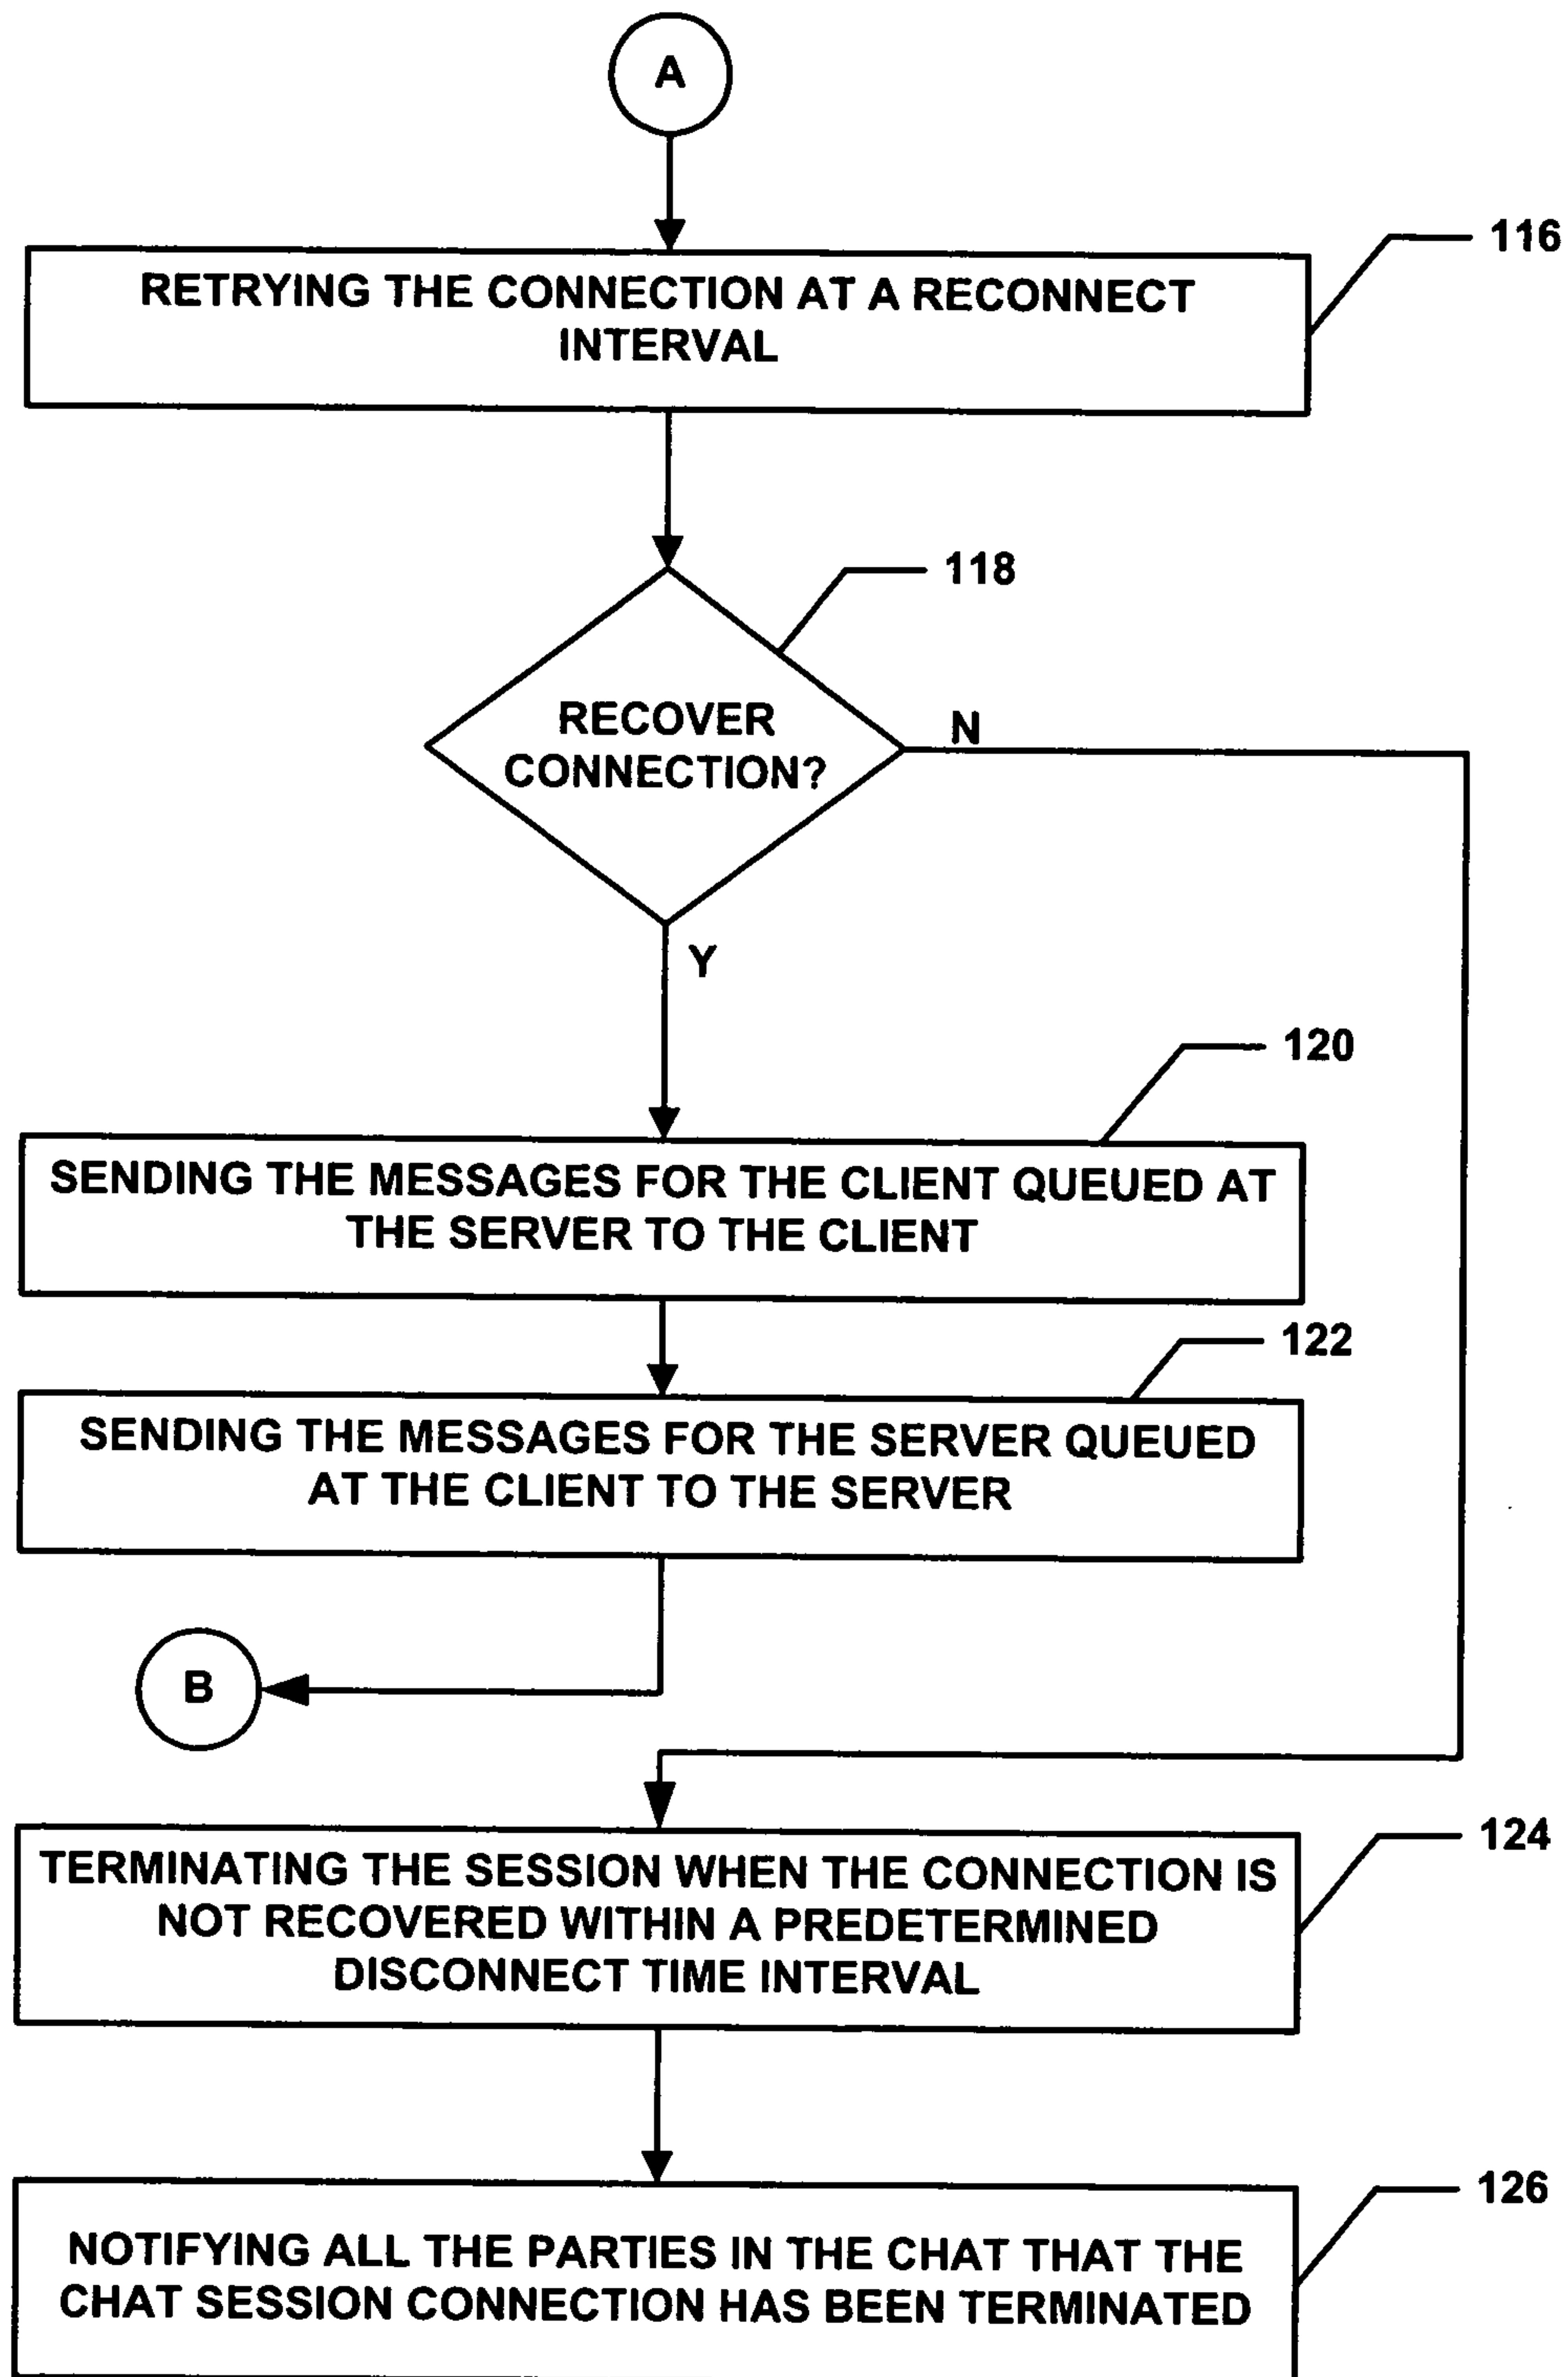 A
116
RETRYING THE CONNECTION AT A RECONNECT
INTERVAL
118
RECOVER
CONNECTION?
N
Y
120
SENDING THE MESSAGES FOR THE CLIENT QUEUED AT
THE SERVER TO THE CLIENT
122
SENDING THE MESSAGES FOR THE SERVER QUEUED
AT THE CLIENT TO THE SERVER
B
124
TERMINATING THE SESSION WHEN THE CONNECTION IS
NOT RECOVERED WITHIN A PREDETERMINED
DISCONNECT TIME INTERVAL
126
NOTIFYING ALL THE PARTIES IN THE CHAT THAT THE
CHAT SESSION CONNECTION HAS BEEN TERMINATED